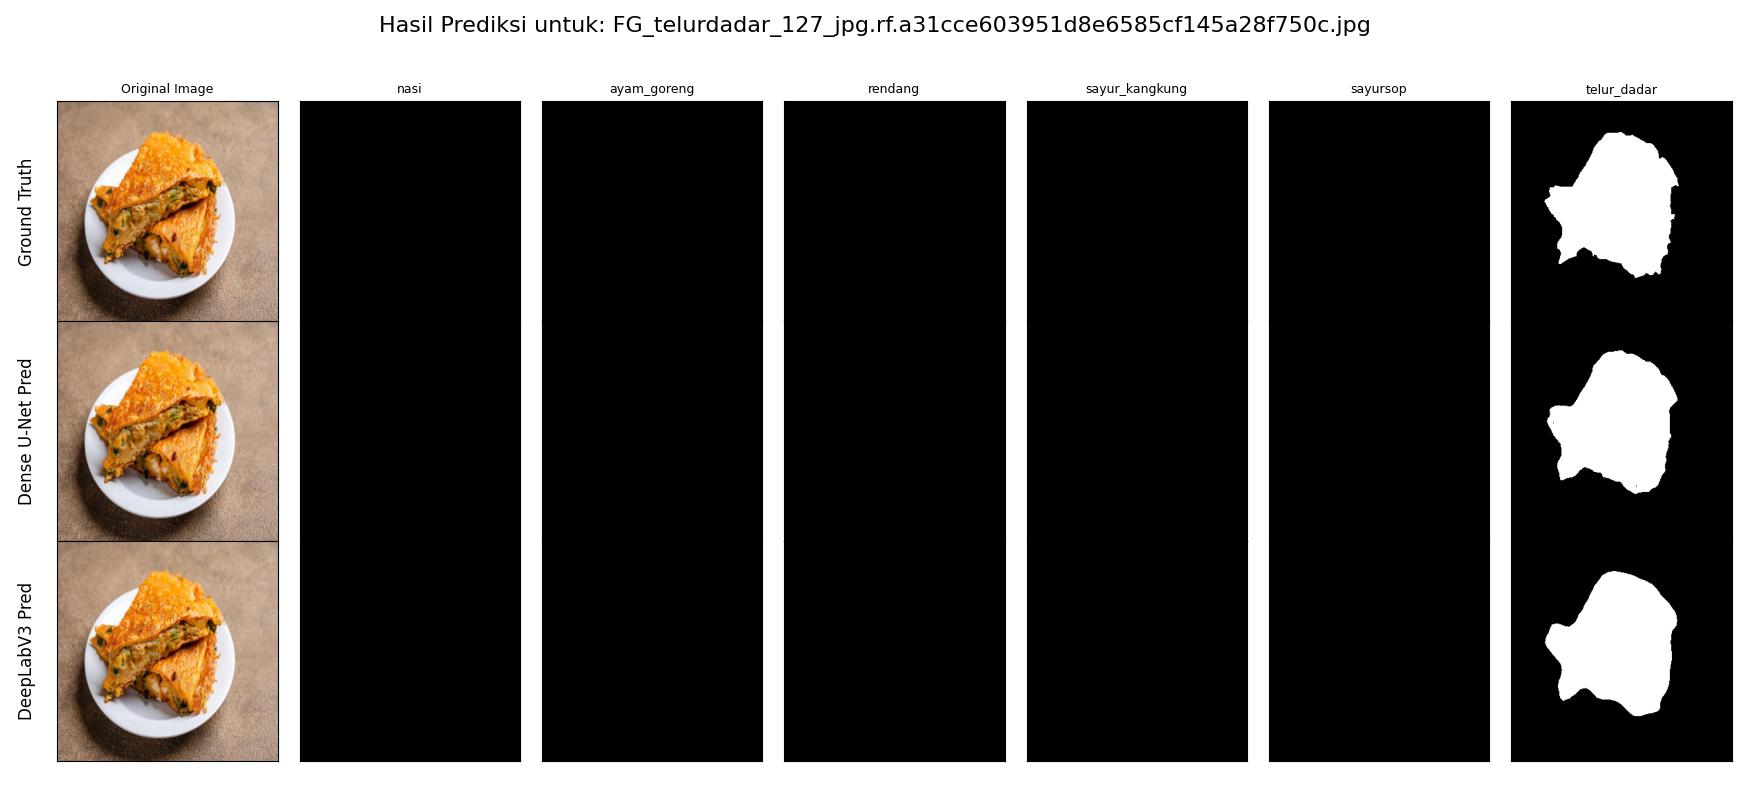 Hasil Prediksi untuk: FG_telurdadar_127_jpg.rf.a31cce603951d8e6585cf145a28f750c.jpg
Original Image
nasi
ayam_goreng
rendang
sayur_kangkung
sayursop
telur_dadar
Ground Truth
Dense U-Net Pred
DeepLabV3 Pred